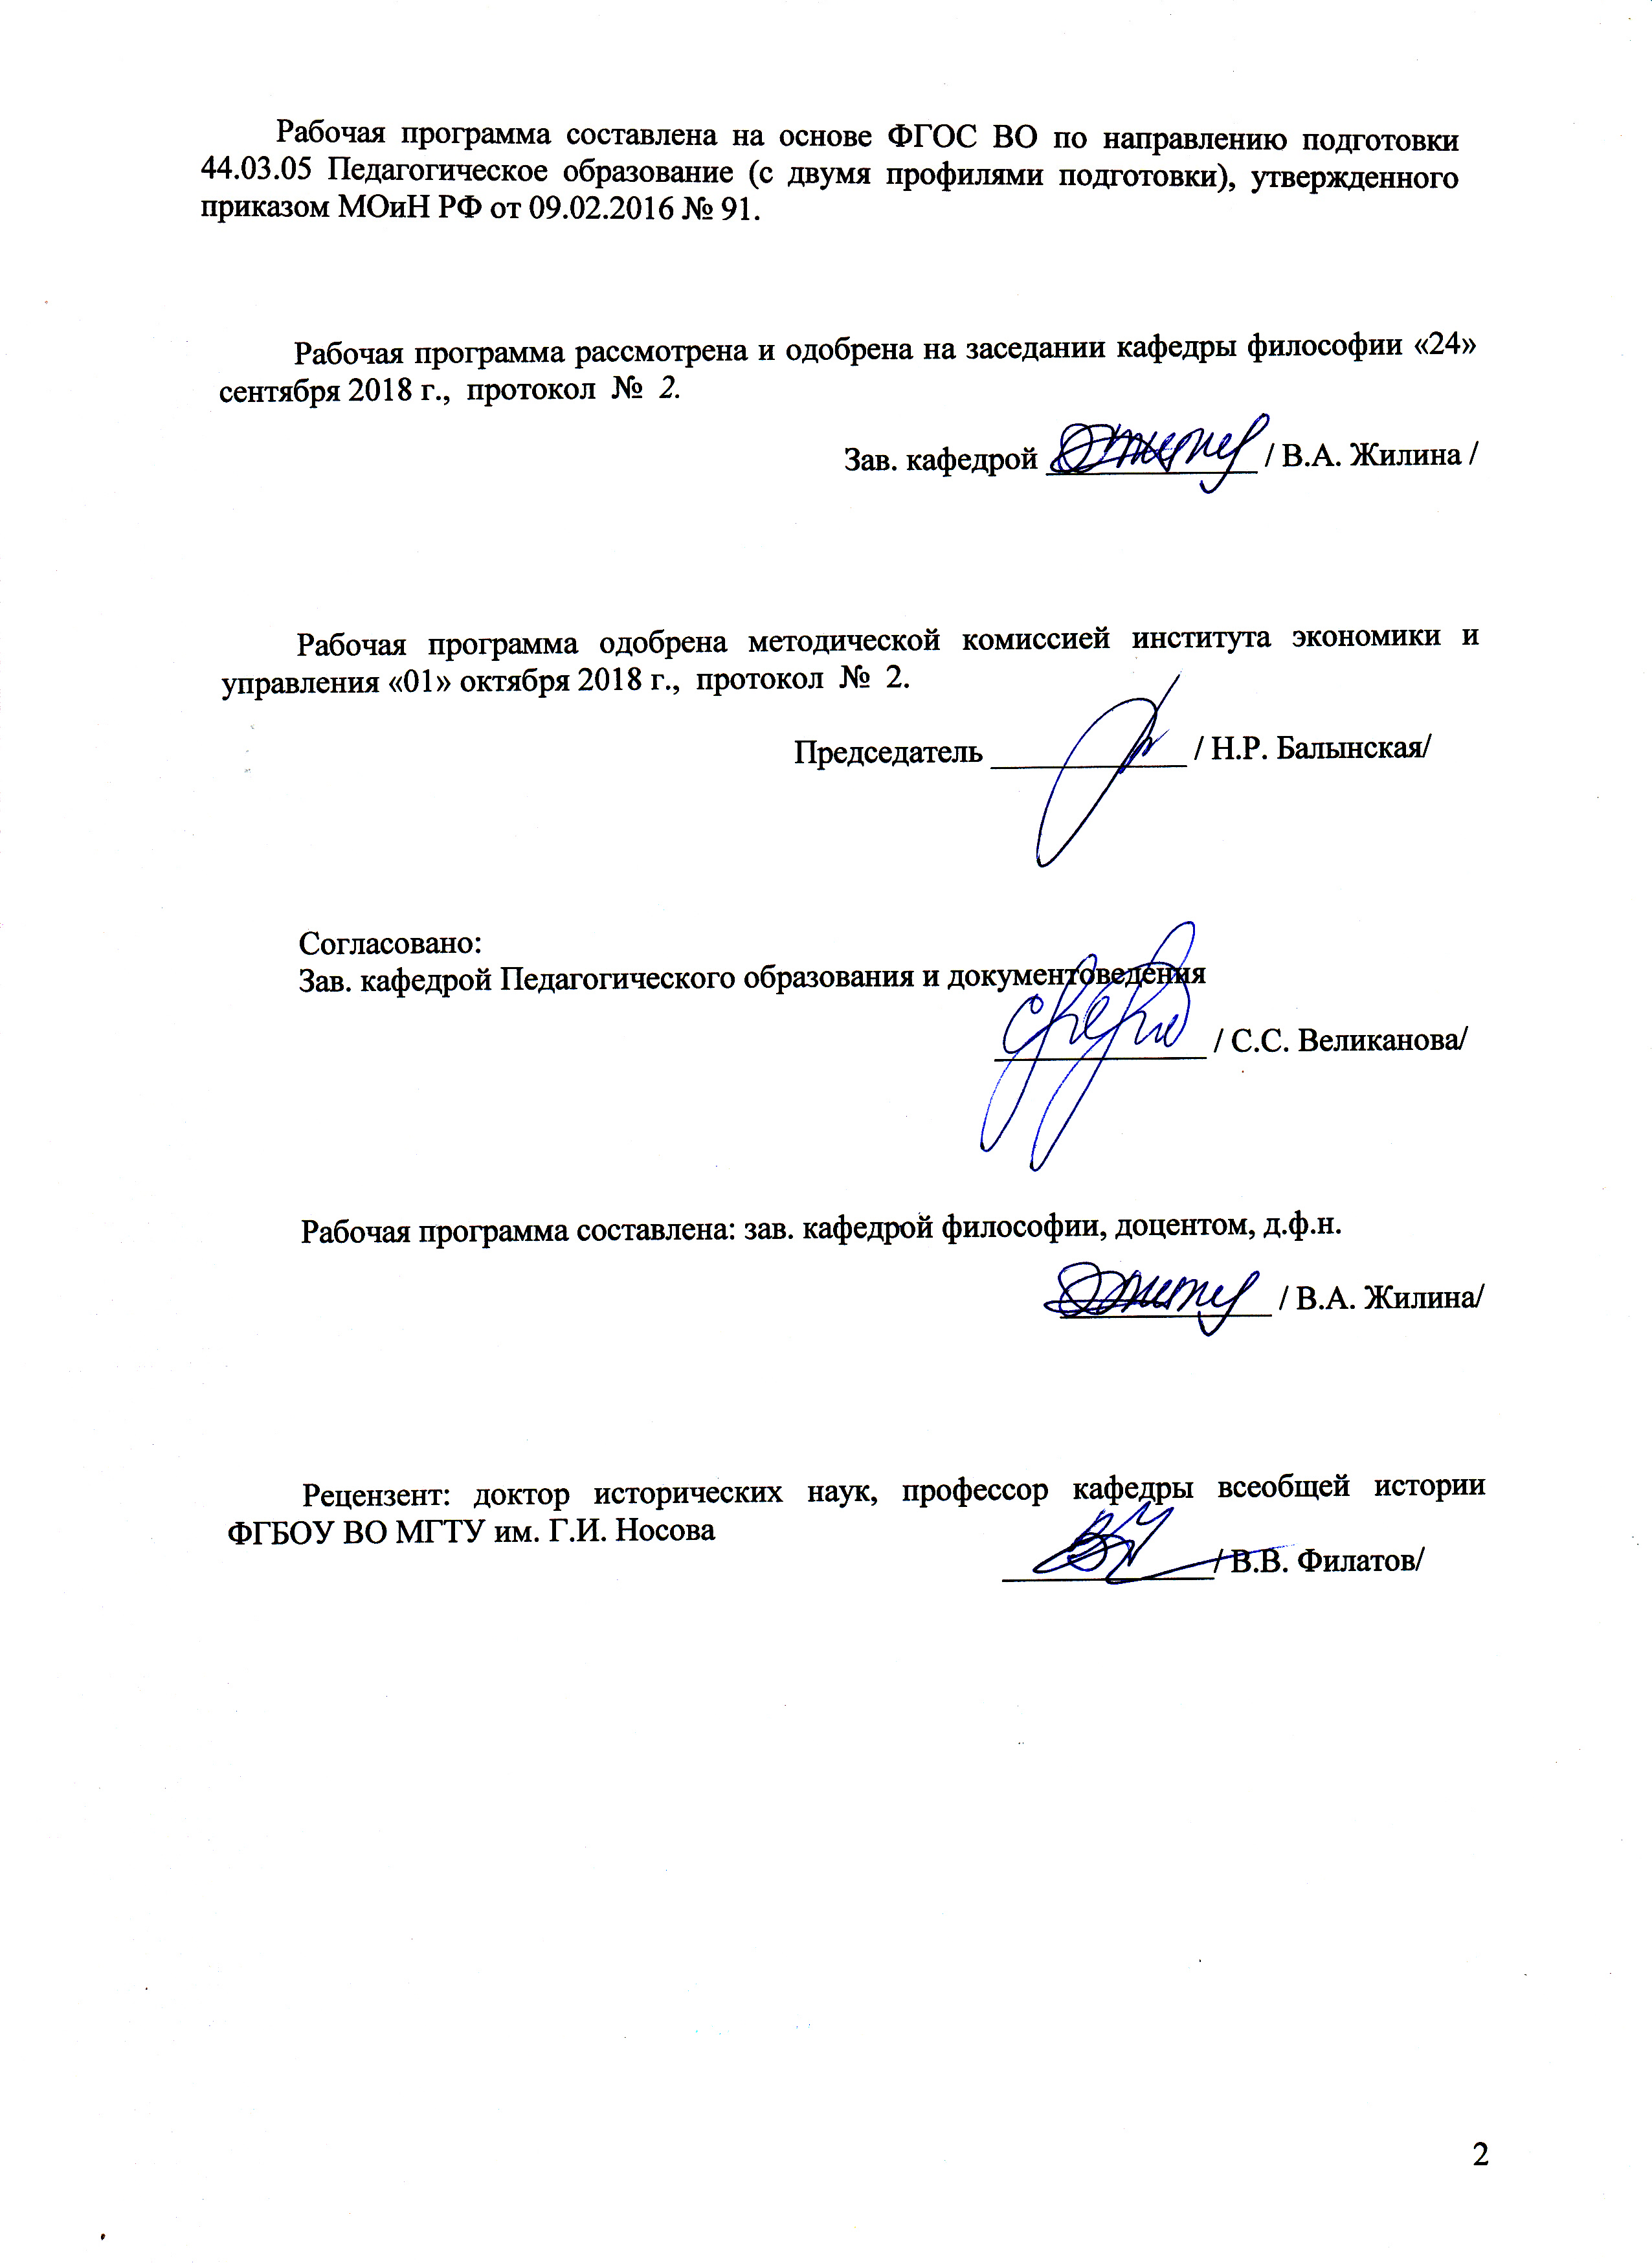 Рабочая программа составлена на основе ФГОС ВО по направлению подготовки
44.03.05 Педагогическое образование (с двумя профилями подготовки), утвержденного
приказом МОиН РФ от 09.02.2016 № 91.
Рабочая программа рассмотрена и одобрена на заседании кафедры философии «24»
сентября 2018 г., протокол № 2.
Зав. кафедрой / В.А. Жилина /
Рабочая программа одобрена методической комиссией института экономики и
управления «01» октября 2018 г., протокол № 2.
Председатель / Н.Р. Балынская/
Согласовано:
Зав. кафедрой Педагогического образования и документоведения
/ С.С. Великанова/
Рабочая программа составлена: зав. кафедрой философии, доцентом, д.ф.н.
/ В.А. Жилина/
Рецензент: доктор исторических наук, профессор кафедры всеобщей истории
ФГБОУ ВО МГТУ им. Г.И. Носова
/ В.В. Филатов/
2